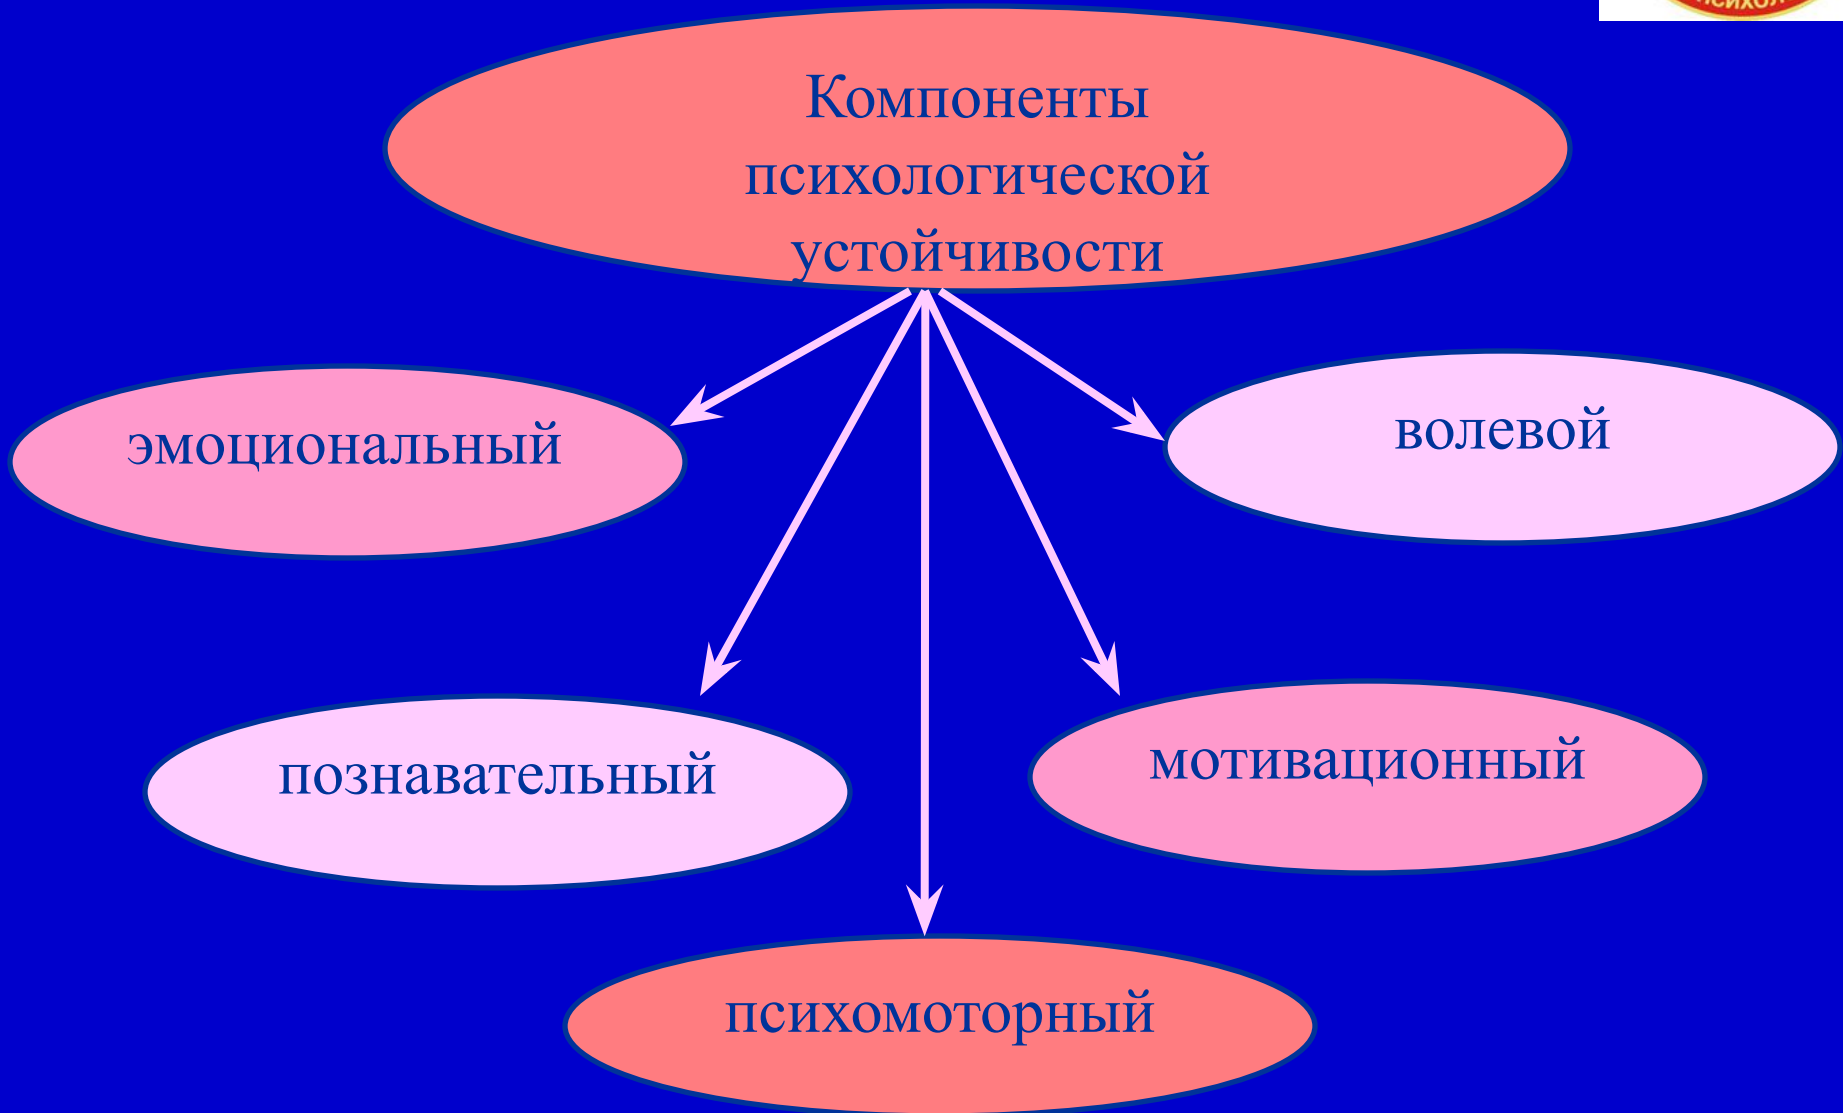 Компоненты
психологической
устойчивости
эмоциональный
волевой
познавательный
мотивационный
психомоторный